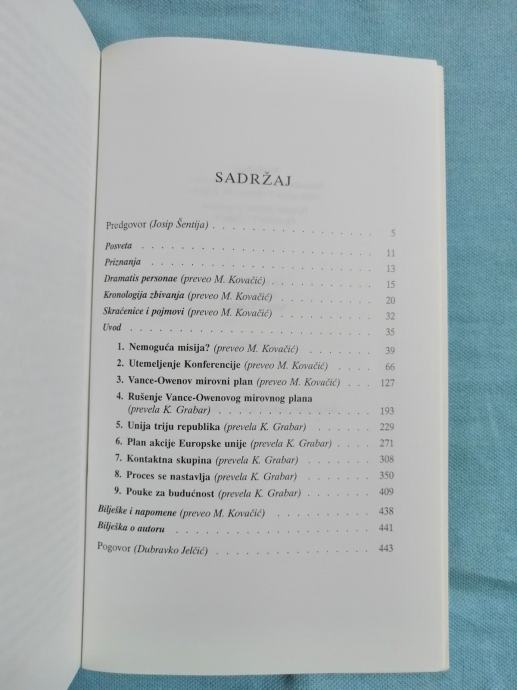 SADRŽAJ
Predgovor (Josip Šentija) . . . . . . . . . . . . . . . 5
Posveta . . . . . . . . . . . . . . . . . . . . 11
Priznanja . . . . . . . . . . . . . . . . . . . 13
Dramatis personae (preveo M. Kovačić) . . . . . . . . . 15
Kronologija zbivanja (preveo M. Kovačić) . . . . . . . . 20
Skraćenice i pojmovi (preveo M. Kovačić) . . . . . . . . 32
Uvod . . . . . . . . . . . . . . . . . . . . . 35
1. Nemoguća misija? (preveo M. Kovačić) . . . . . . . 39
2. Utemeljenje Konferencije (preveo M. Kovačić) . . . . 66
3. Vance-Owenov mirovni plan (preveo M. Kovačić) . . . 127
4. Rušenje Vance-Owenovog mirovnog plana
(prevela K. Grabar) . . . . . . . . . . . . . . 193
5. Unija triju republika (prevela K. Grabar) . . . . . . 229
6. Plan akcije Europske unije (prevela K. Grabar) . . . . 271
7. Kontaktna skupina (prevela K. Grabar) . . . . . . 308
8. Proces se nastavlja (prevela K. Grabar) . . . . . . . 350
9. Pouke za budućnost (prevela K. Grabar) . . . . . . 409
Bilješke i napomene (preveo M. Kovačić) . . . . . . . . 438
Bilješka o autoru . . . . . . . . . . . . . . . . . 441
Pogovor (Dubravko Jelčić) . . . . . . . . . . . . . . 443